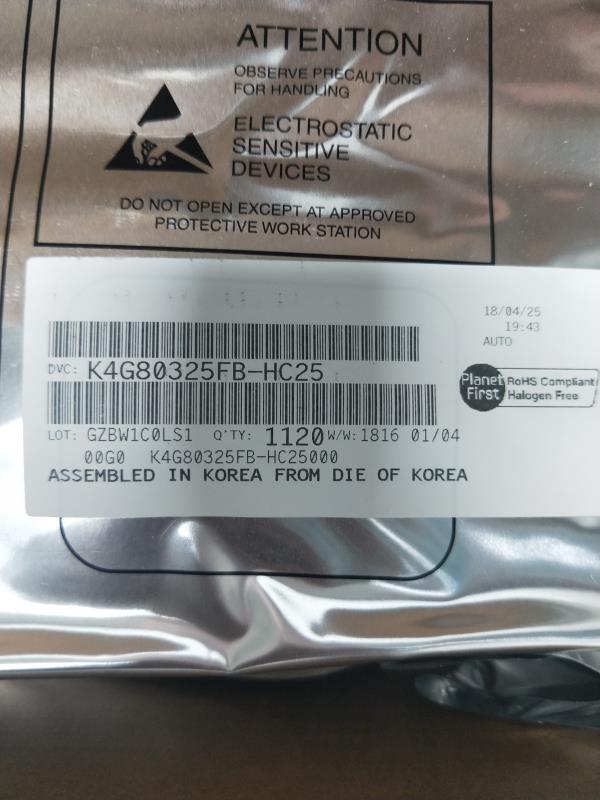 ATTENTION
OBSERVE PRECAUTIONS
FOR HANDLING
ELECTROSTATIC
SENSITIVE
DEVICES
DO NOT OPEN EXCEPT AT APPROVED
PROTECTIVE WORK STATION
18/04/25
19:43
AUTO
DVC: K4G80325FB-HC25
Planet First RoHS Compliant
Halogen Free
LOT: GZBW1C0LS1 Q'TY: 1120 W/W: 1816 01/04
00G0 K4G80325FB-HC25000
ASSEMBLED IN KOREA FROM DIE OF KOREA